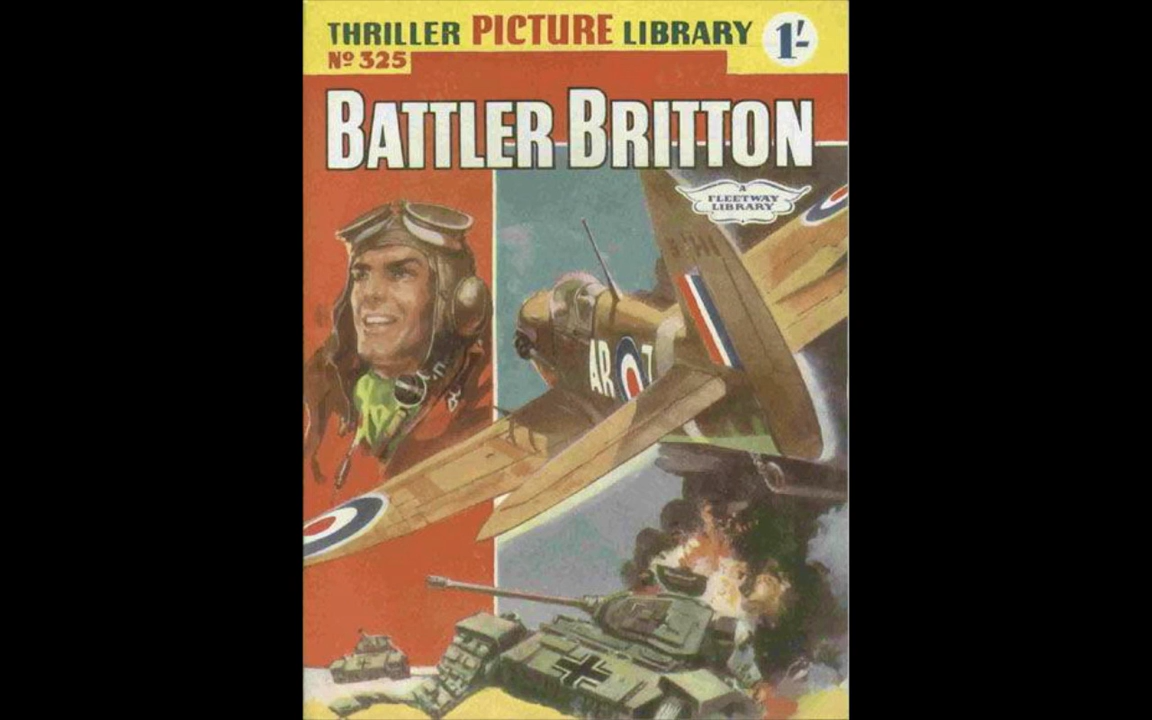 THRILLER PICTURE LIBRARY
1/-
Nº 325
BATTLER BRITTON
A
FLEETWAY
LIBRARY
AR
Z